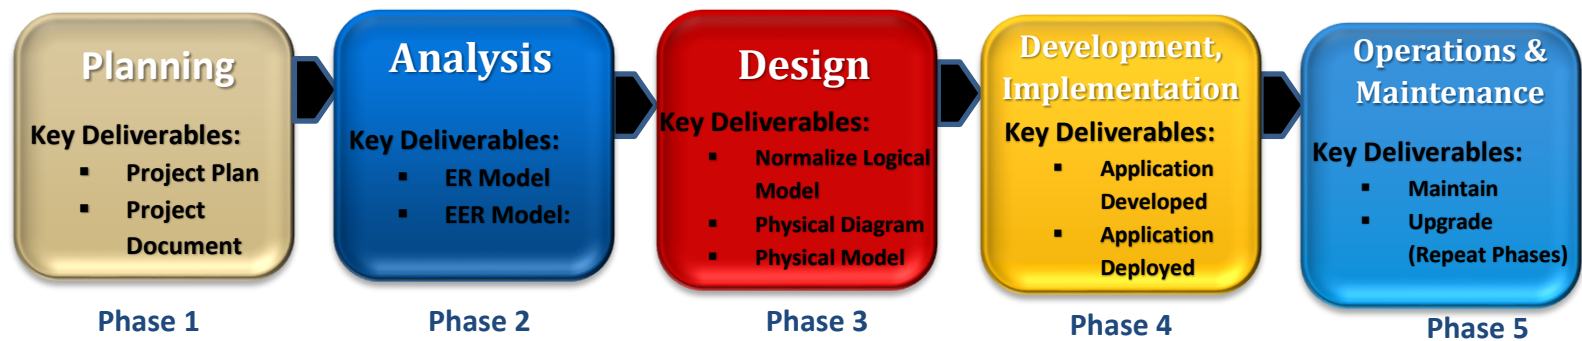 Planning
Key Deliverables:
▪ Project Plan
▪ Project
Document
Phase 1
Analysis
Key Deliverables:
▪ ER Model
▪ EER Model:
Phase 2
Design
Key Deliverables:
▪ Normalize Logical
Model
▪ Physical Diagram
▪ Physical Model
Phase 3
Development,
Implementation
Key Deliverables:
▪ Application
Developed
▪ Application
Deployed
Phase 4
Operations &
Maintenance
Key Deliverables:
▪ Maintain
▪ Upgrade
(Repeat Phases)
Phase 5